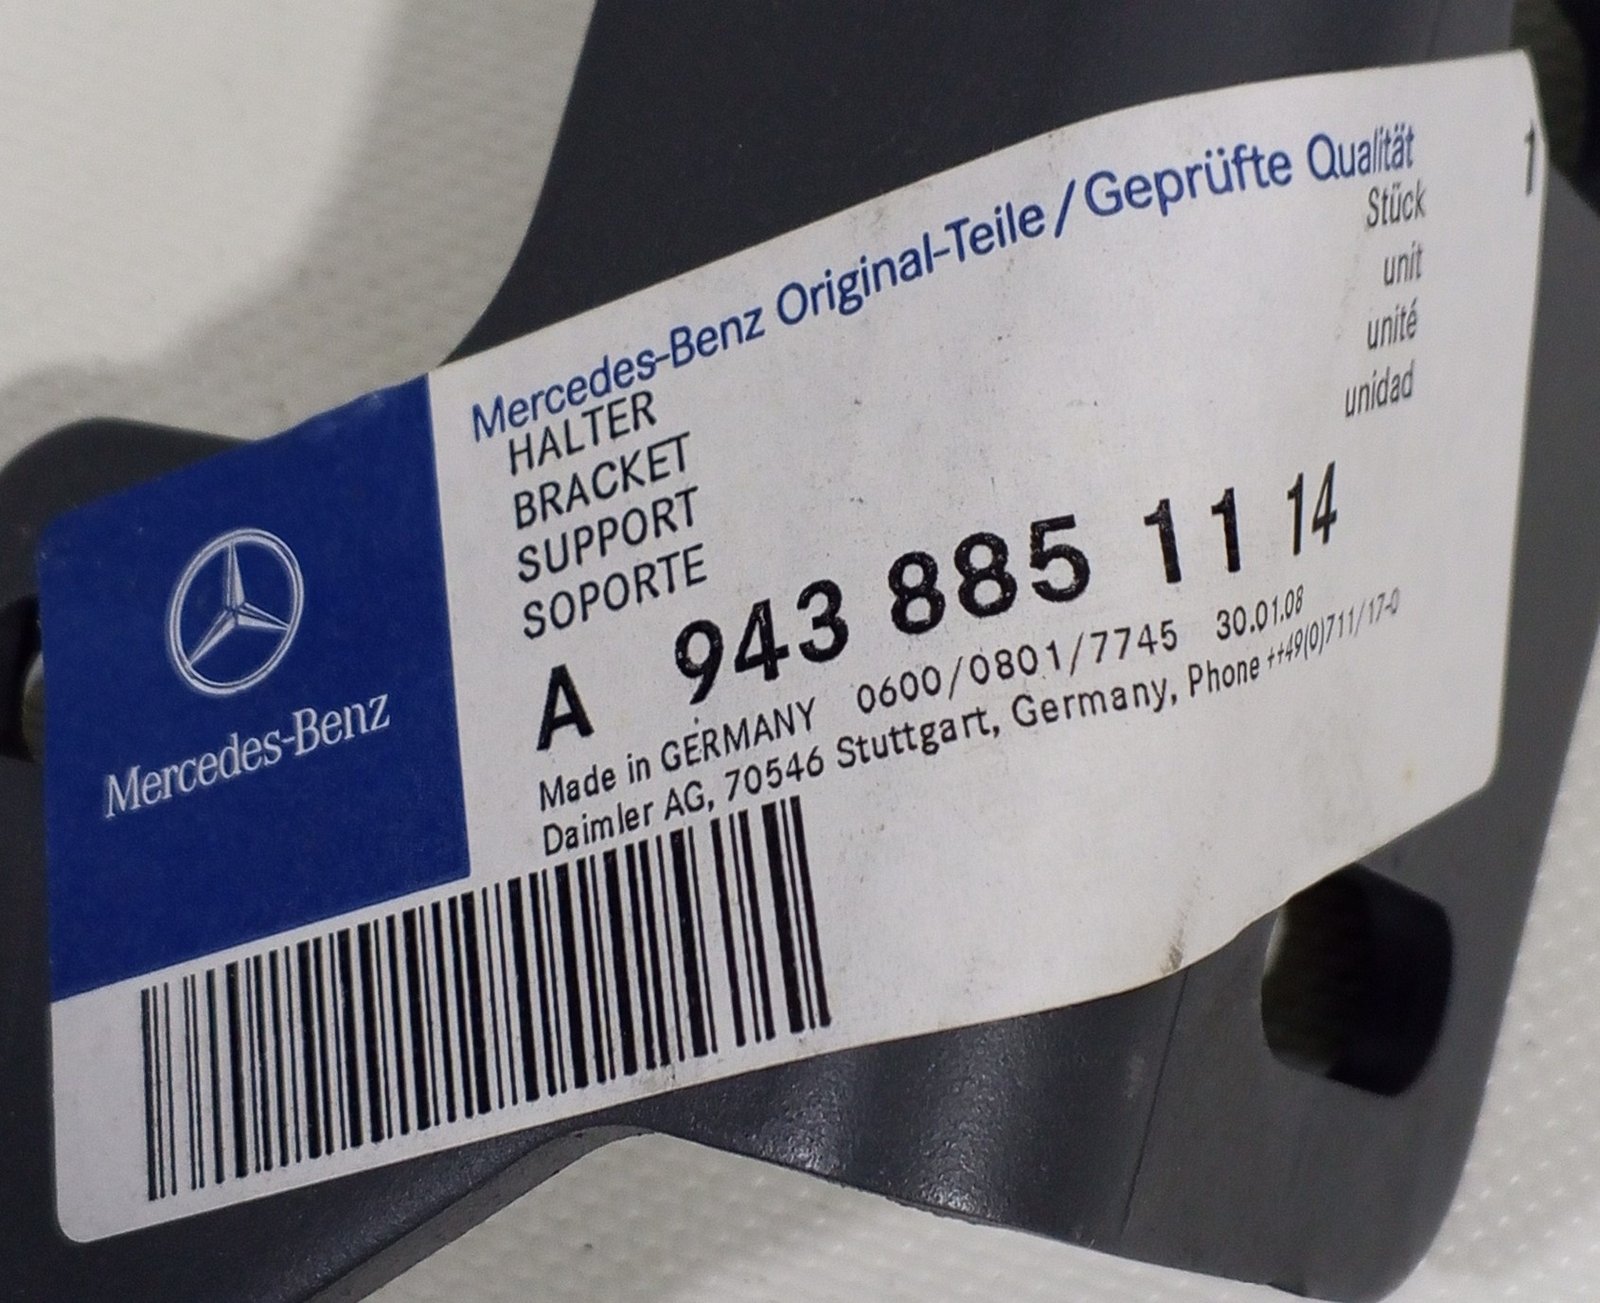 Mercedes-Benz Original-Teile/Geprüfte Qualität
HALTER
BRACKET
SUPPORT
SOPORTE
Stück 1
unit
unité
unidad
A 943 885 11 14
Made in GERMANY 0600/0801/7745 30.01.08
Daimler AG, 70546 Stuttgart, Germany, Phone ++49(0)711/17-0
Mercedes-Benz